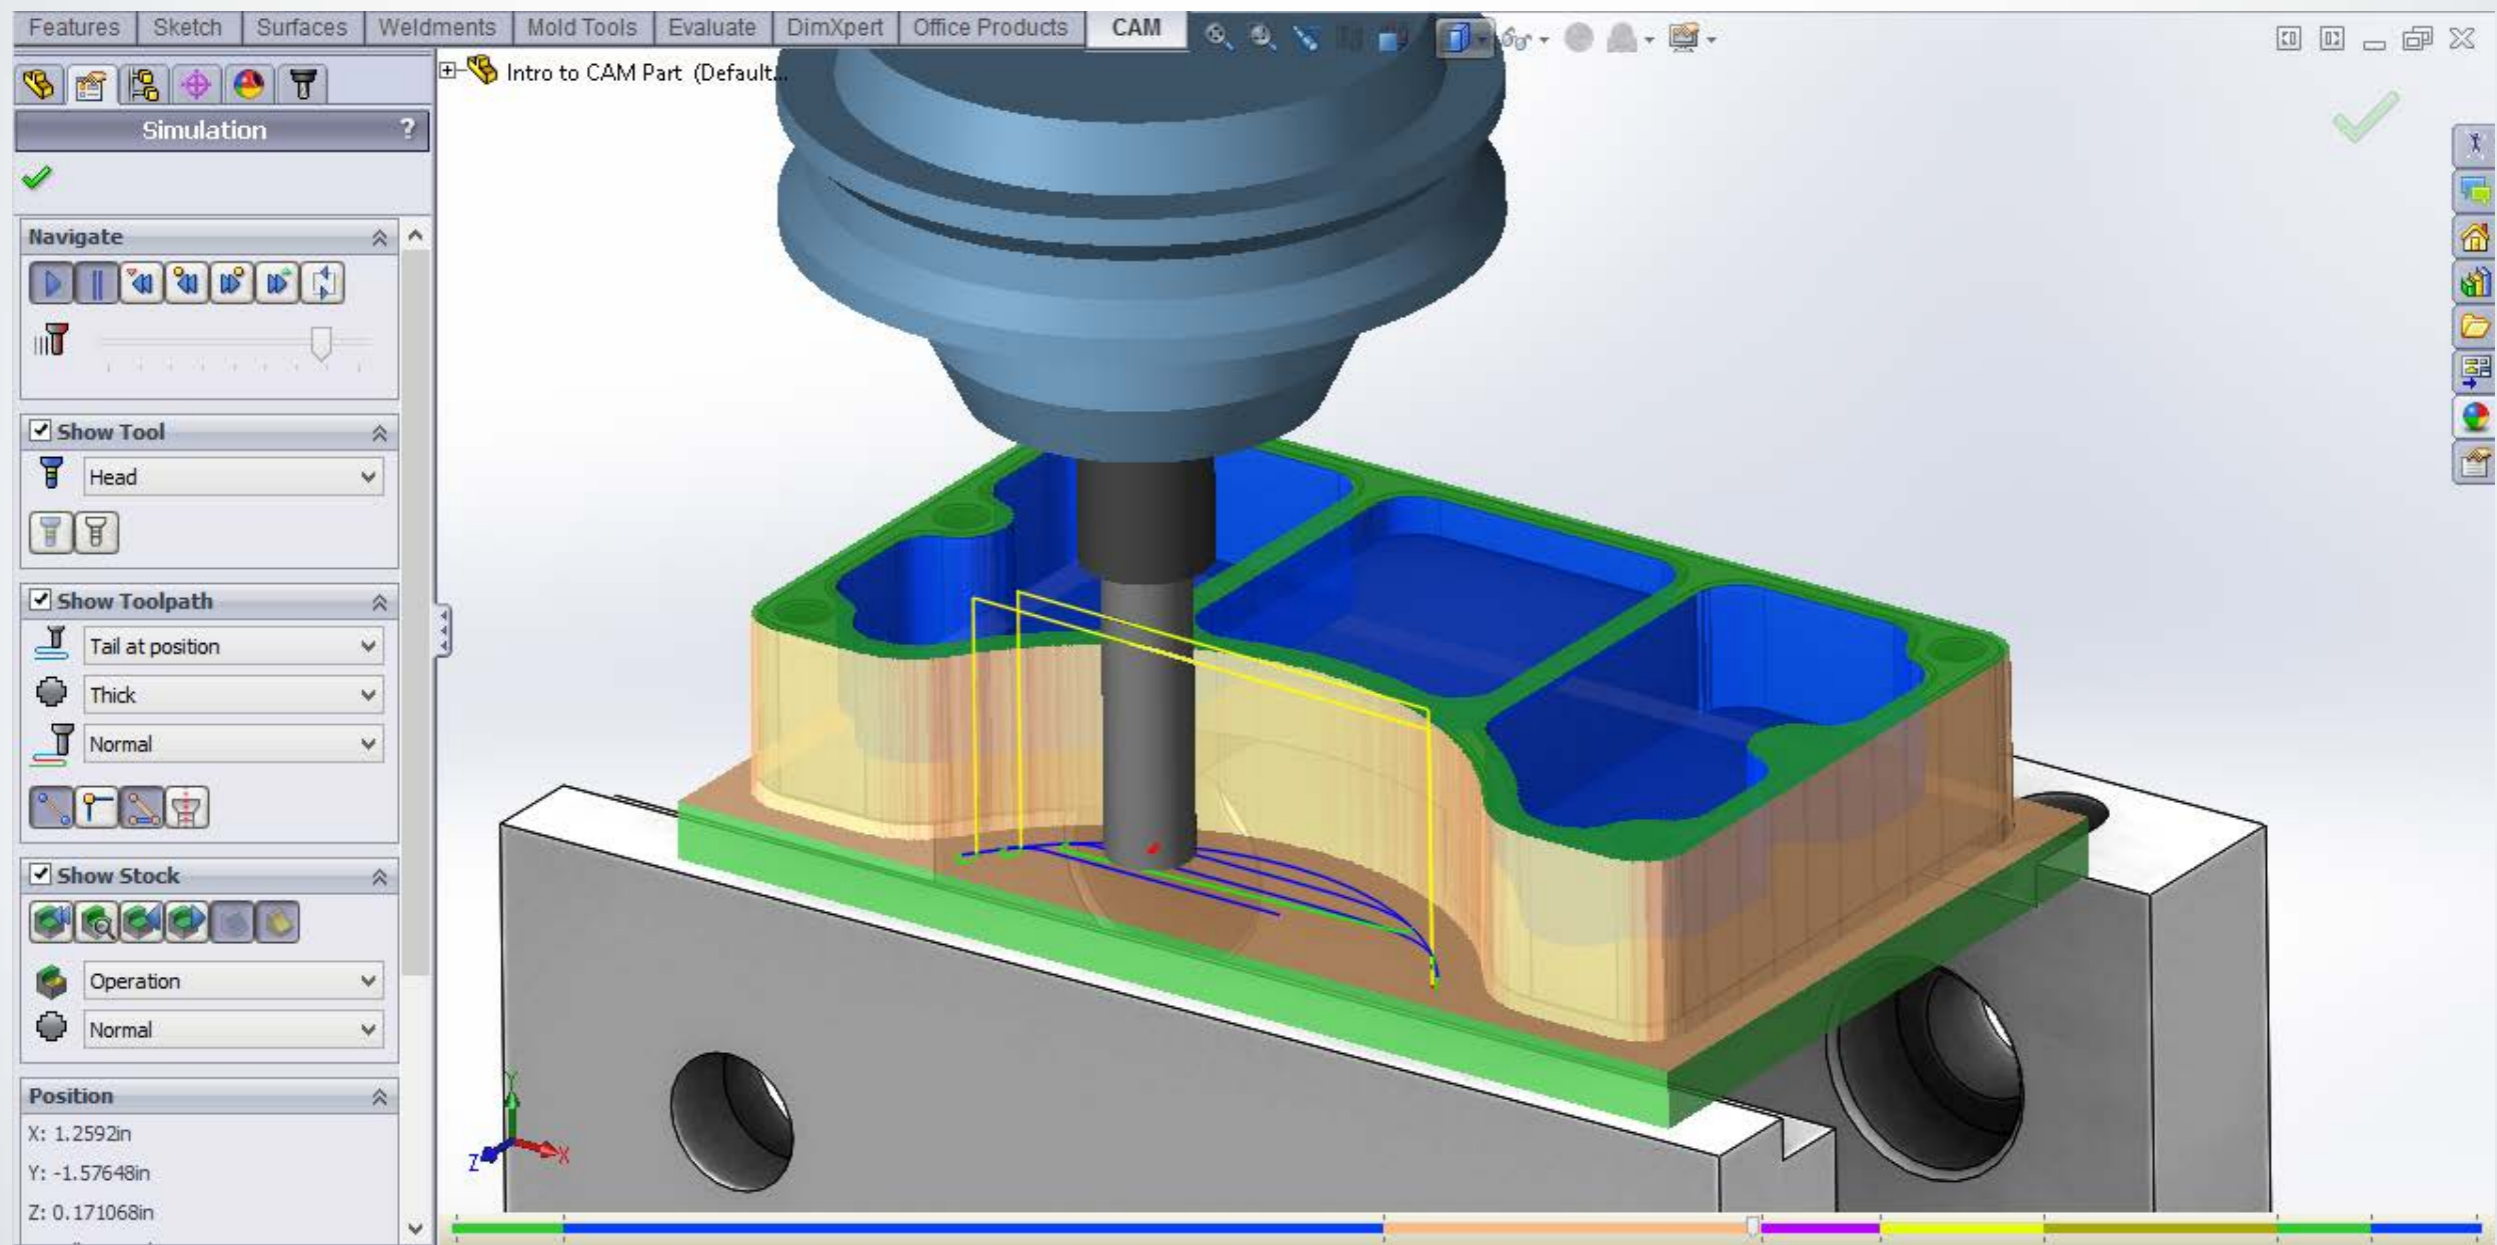 Features Sketch Surfaces Weldments Mold Tools Evaluate DimXpert Office Products CAM
Intro to CAM Part (Default...
Simulation ?
Navigate
Show Tool
Head
Show Toolpath
Tail at position
Thick
Normal
Show Stock
Operation
Normal
Position
X: 1.2592in
Y: -1.57648in
Z: 0.171068in
Y
Z X